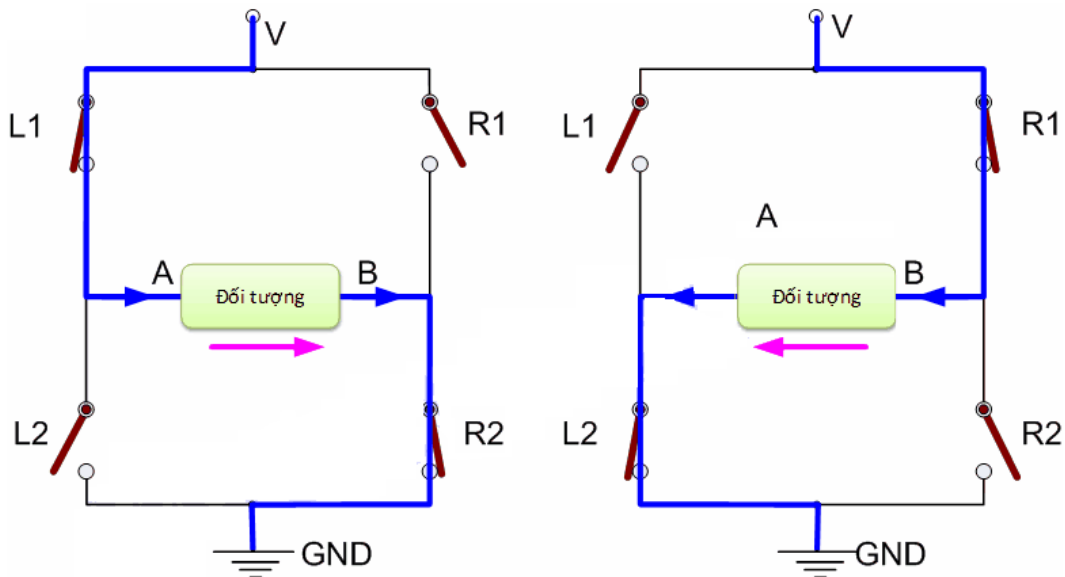 V
L1
R1
A
Đối tượng
B
L2
R2
GND
V
L1
R1
A
Đối tượng
B
L2
R2
GND